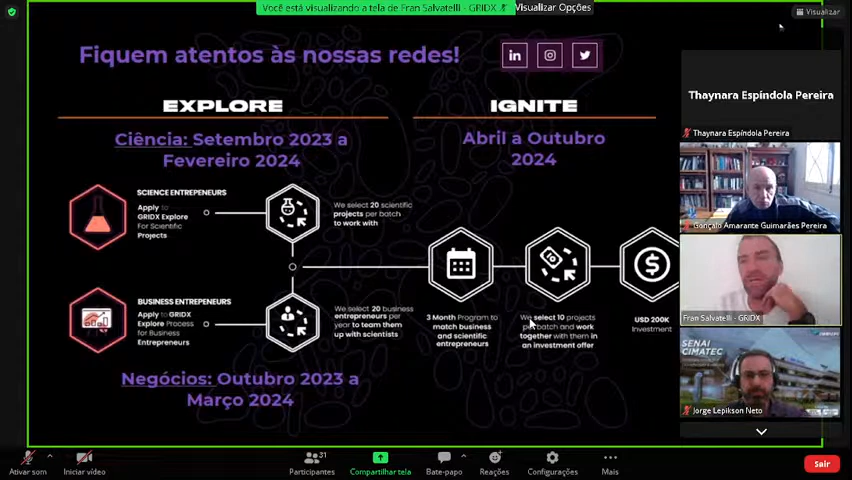 Você está visualizando a tela de Fran Salvatelli - GRIDX
Visualizar Opções
Visualizar
Fiquem atentos às nossas redes!
in
EXPLORE
IGNITE
Ciência: Setembro 2023 a
Fevereiro 2024
Abril a Outubro
2024
SCIENCE ENTREPENEURS
Apply to
GRIDX Explore
For Scientific
Projects
We select 20 scientific
projects per batch
to work with
BUSINESS ENTREPENEURS
Apply to GRIDX
Explore Process
for Business
Entrepreneurs
We select 20 business
entrepreneurs per
year to team them
up with scientists
3 Month Program to
match business
and scientific
entrepreneurs
We select 10 projects
per batch and work
together with them in
an investment offer
USD 200K
Investment
Negócios: Outubro 2023 a
Março 2024
Thaynara Espíndola Pereira
Thaynara Espíndola Pereira
Gonçalo Amarante Guimarães Pereira
Fran Salvatelli - GRIDX
SENAI
CIMATEC
Jorge Lepikson Neto
Ativar som
Iniciar vídeo
31
Participantes
Compartilhar tela
Bate-papo
Reações
Configurações
Mais
Sair